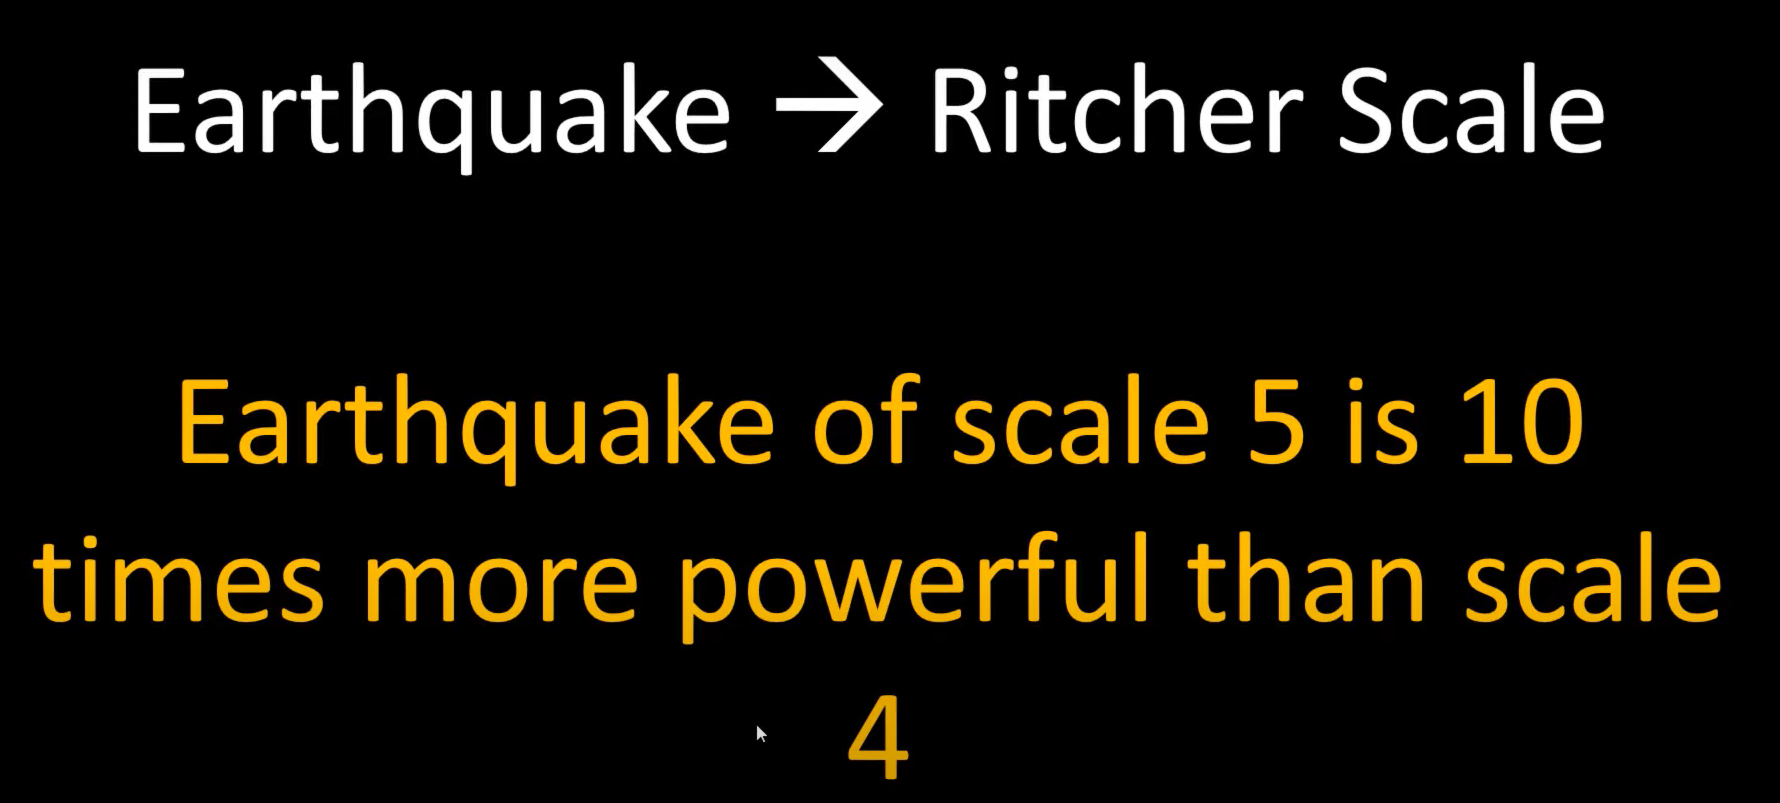 Earthquake → Ritcher Scale
Earthquake of scale 5 is 10
times more powerful than scale
4